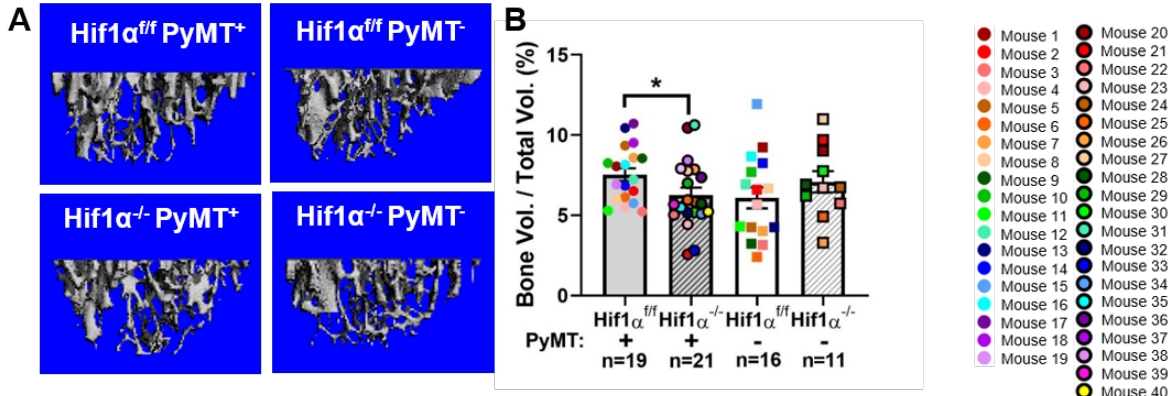 A
Hif1α^f/f PyMT+
Hif1α^f/f PyMT-
Hif1α-/- PyMT+
Hif1α-/- PyMT-
B
Bone Vol. / Total Vol. (%)
15
10
5
0
*
Hif1α^f/f Hif1α-/- Hif1α^f/f Hif1α-/-
PyMT: + + - -
n=19 n=21 n=16 n=11
Mouse 1
Mouse 2
Mouse 3
Mouse 4
Mouse 5
Mouse 6
Mouse 7
Mouse 8
Mouse 9
Mouse 10
Mouse 11
Mouse 12
Mouse 13
Mouse 14
Mouse 15
Mouse 16
Mouse 17
Mouse 18
Mouse 19
Mouse 20
Mouse 21
Mouse 22
Mouse 23
Mouse 24
Mouse 25
Mouse 26
Mouse 27
Mouse 28
Mouse 29
Mouse 30
Mouse 31
Mouse 32
Mouse 33
Mouse 34
Mouse 35
Mouse 36
Mouse 37
Mouse 38
Mouse 39
Mouse 40